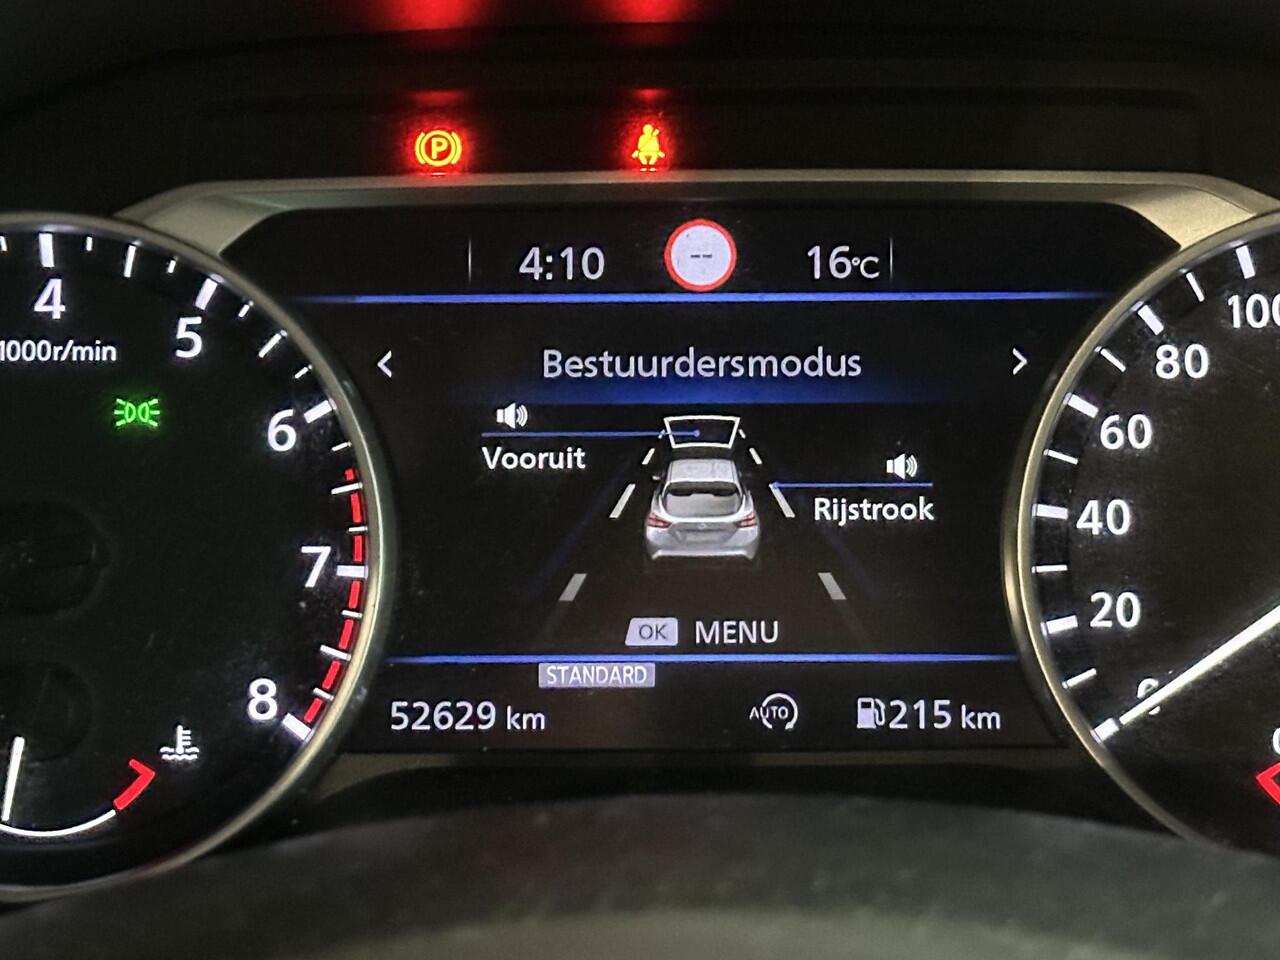 P
4:10
--
16°C
4
5
1000r/min
6
7
8
< Bestuurdersmodus >
Vooruit
Rijstrook
OK MENU
STANDARD
52629 km
AUTO
215 km
100
80
60
40
20
0